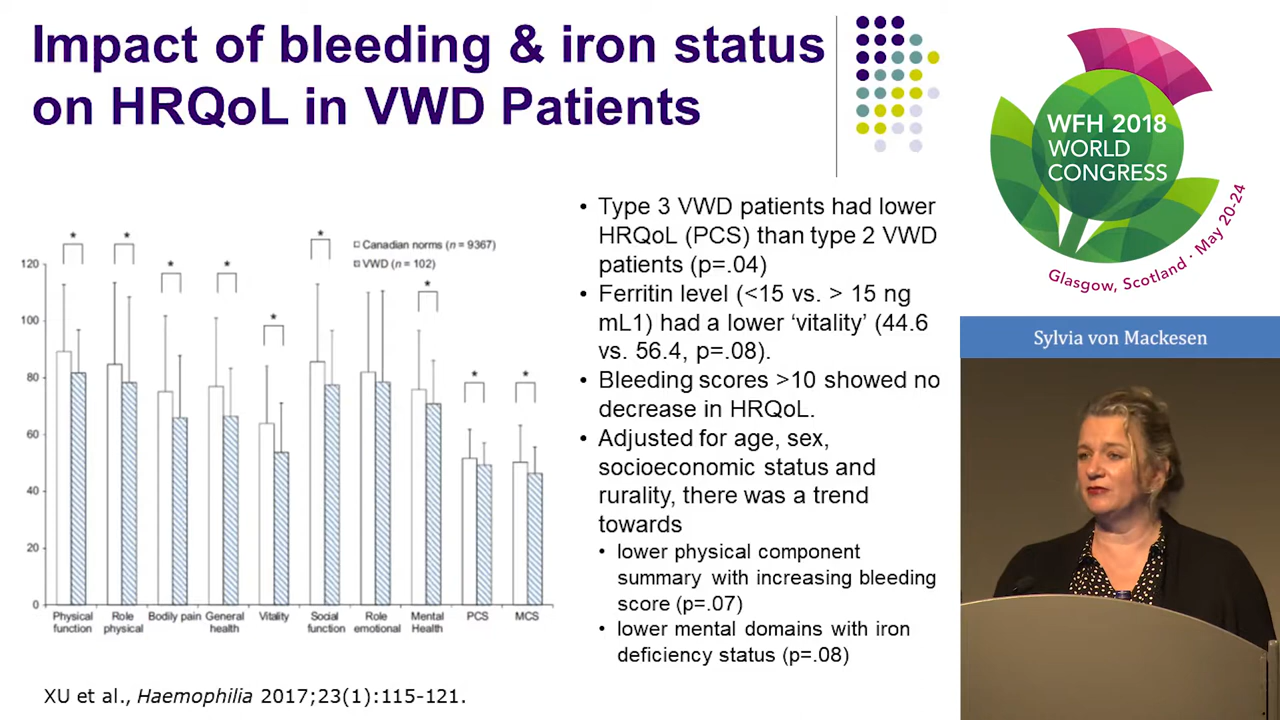 Impact of bleeding & iron status
on HRQoL in VWD Patients
WFH 2018
WORLD
CONGRESS
Glasgow, Scotland · May 20-24
Sylvia von Mackesen
• Type 3 VWD patients had lower
HRQoL (PCS) than type 2 VWD
patients (p=.04)
• Ferritin level (<15 vs. > 15 ng
mL1) had a lower ‘vitality’ (44.6
vs. 56.4, p=.08).
• Bleeding scores >10 showed no
decrease in HRQoL.
• Adjusted for age, sex,
socioeconomic status and
rurality, there was a trend
towards
• lower physical component
summary with increasing bleeding
score (p=.07)
• lower mental domains with iron
deficiency status (p=.08)
Canadian norms (n = 9367)
VWD (n = 102)
* * * * * * * * *
120
100
80
60
40
20
0
Physical function
Role physical
Bodily pain
General health
Vitality
Social function
Role emotional
Mental Health
PCS
MCS
XU et al., Haemophilia 2017;23(1):115-121.